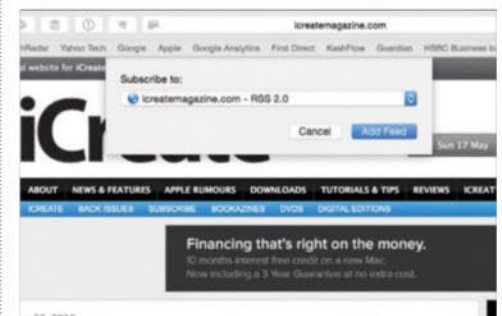 icreatemagazine.com
Yahoo Tech Google Apple Google Analytics First Direct KashFlow Guardian HSBC Business
al website for iCreate
Subscribe to:
icreatemagazine.com - RSS 2.0
Cancel Add Feed
iCreate
Sun 17 May
ABOUT NEWS & FEATURES APPLE RUMOURS DOWNLOADS TUTORIALS & TIPS REVIEWS ICREAT
ICREATE BACK ISSUES SUBSCRIBE BOOKAZINES DVDS DIGITAL EDITIONS
Financing that's right on the money.
10 months interest free credit on a new Mac.
Now including a 3 Year Guarantee at no extra cost.